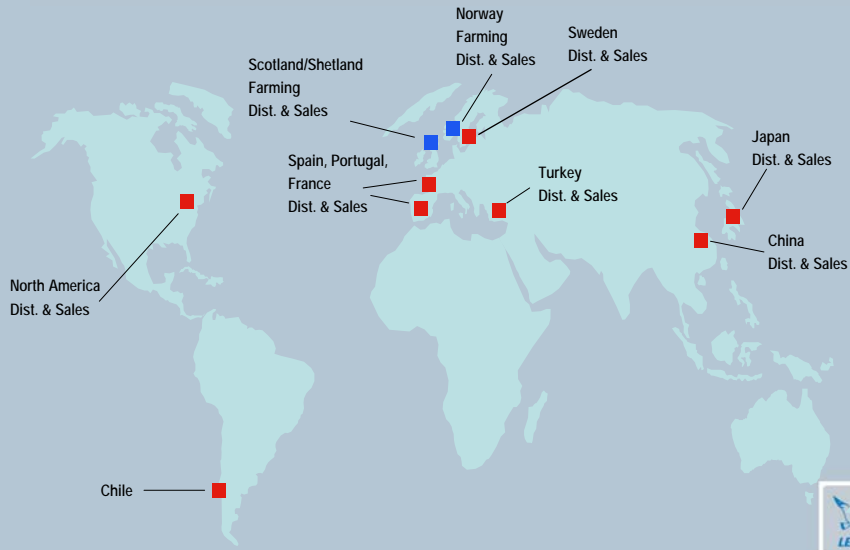 Norway
Farming
Dist. & Sales
Sweden
Dist. & Sales
Scotland/Shetland
Farming
Dist. & Sales
Spain, Portugal,
France
Dist. & Sales
Turkey
Dist. & Sales
Japan
Dist. & Sales
China
Dist. & Sales
North America
Dist. & Sales
Chile
LE